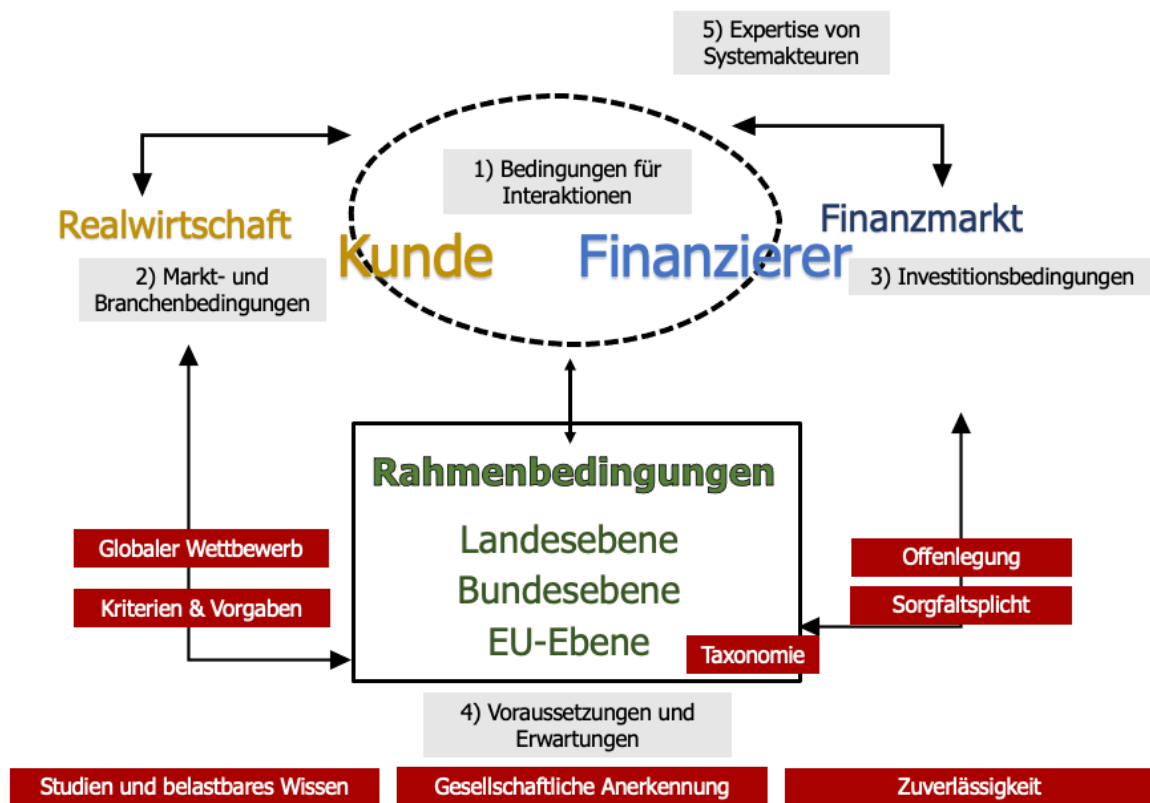 5) Expertise von
Systemakteuren
1) Bedingungen für
Interaktionen
Realwirtschaft
Finanzmarkt
Kunde
Finanzierer
2) Markt- und
Branchenbedingungen
3) Investitionsbedingungen
Rahmenbedingungen
Landesebene
Bundesebene
EU-Ebene
Globaler Wettbewerb
Kriterien & Vorgaben
Offenlegung
Sorgfaltsplicht
Taxonomie
4) Voraussetzungen und
Erwartungen
Studien und belastbares Wissen
Gesellschaftliche Anerkennung
Zuverlässigkeit